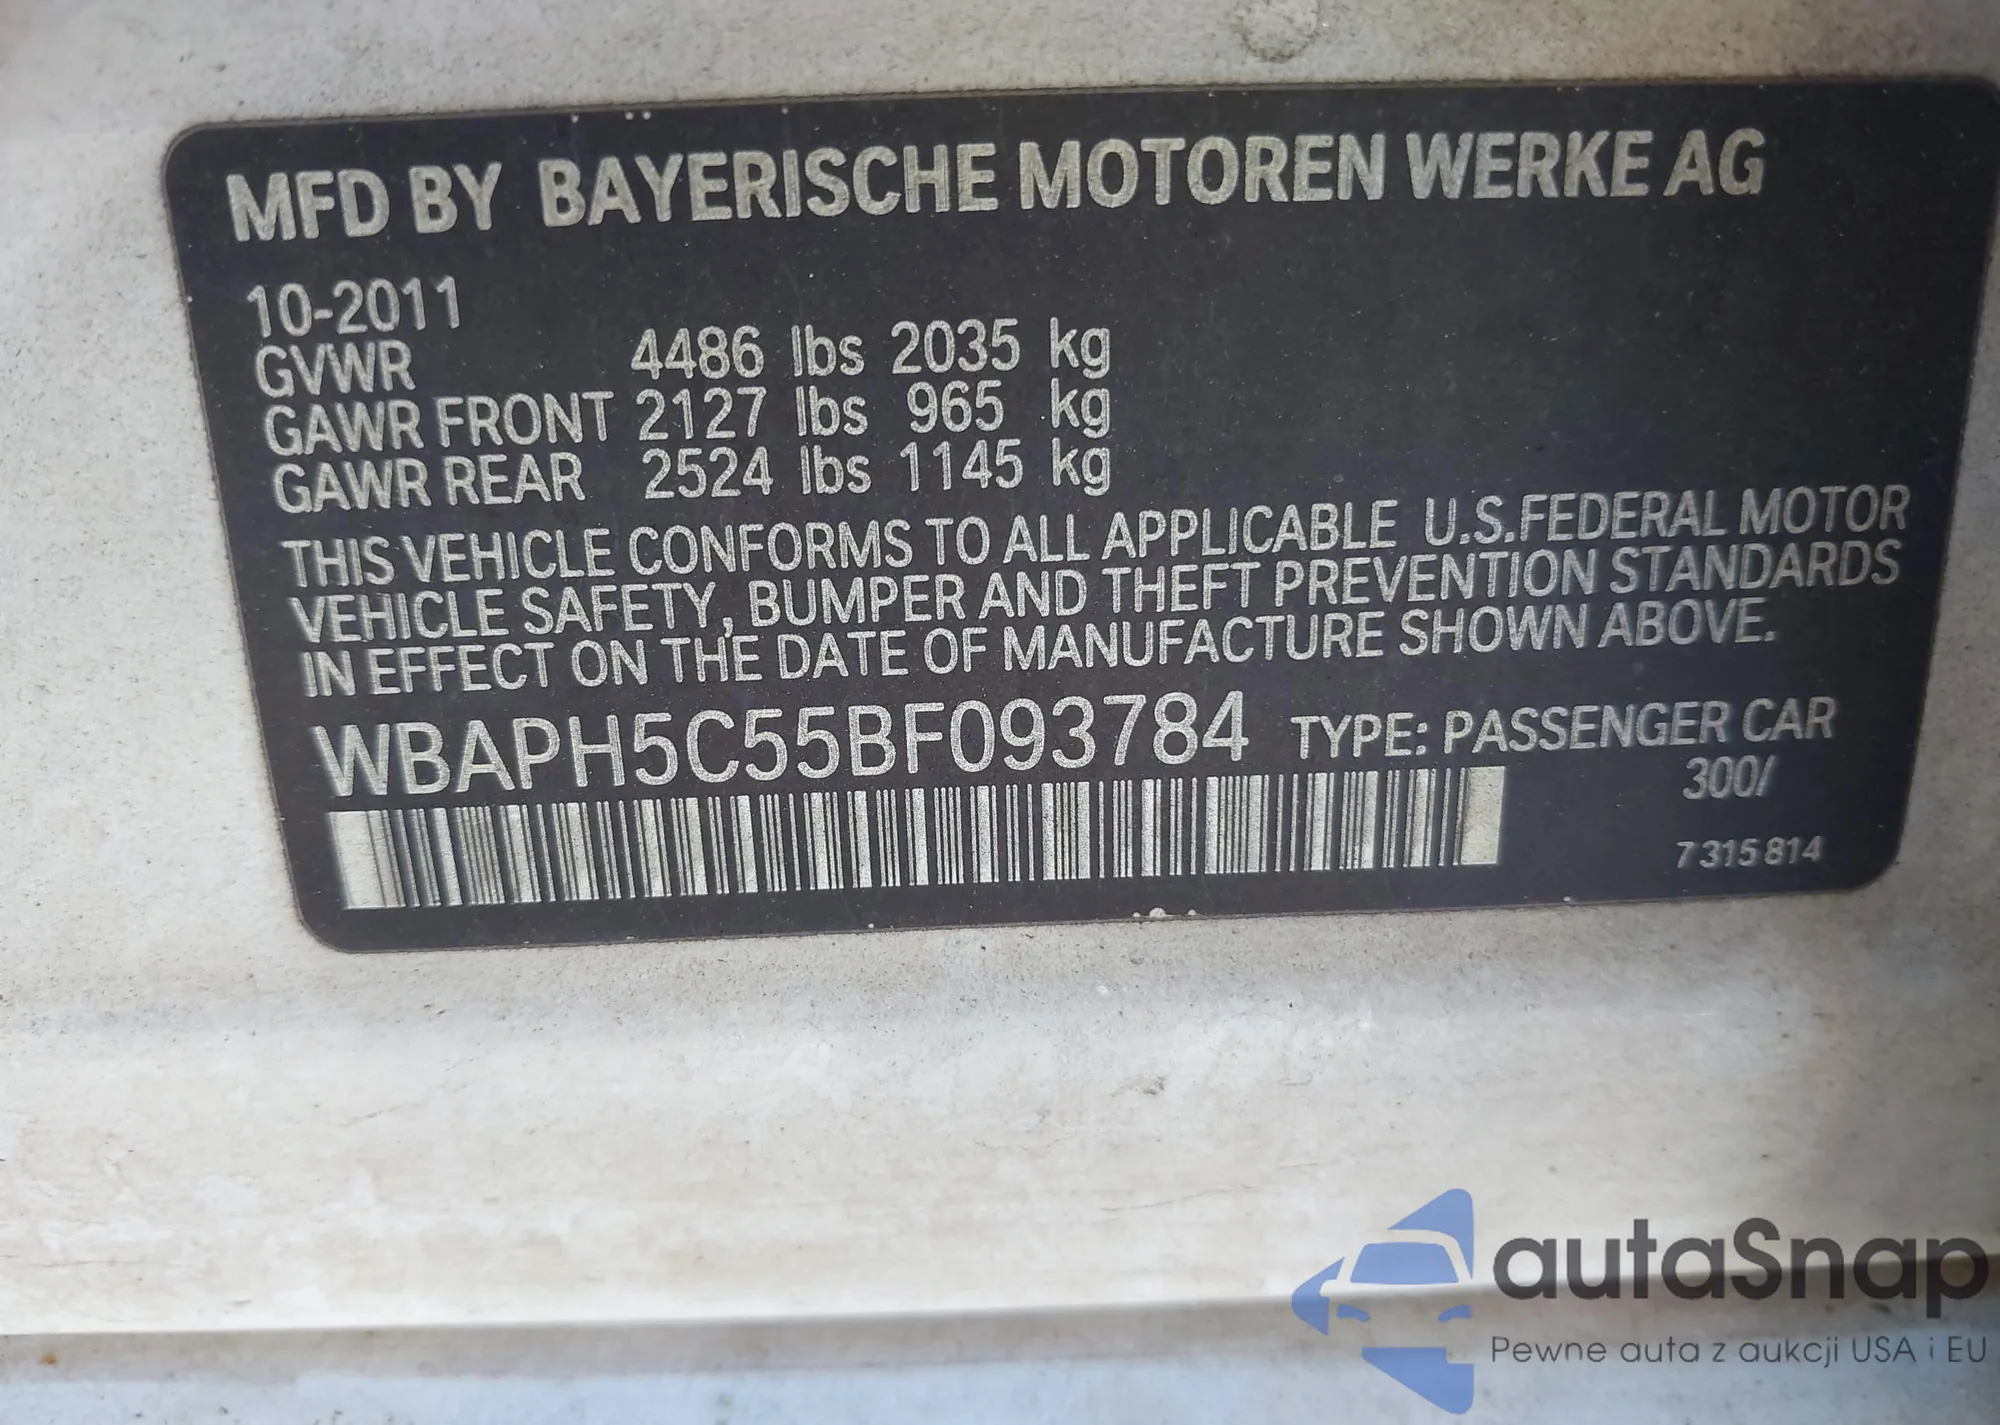 MFD BY BAYERISCHE MOTOREN WERKE AG
10-2011
GVWR 4486 lbs 2035 kg
GAWR FRONT 2127 lbs 965 kg
GAWR REAR 2524 lbs 1145 kg
THIS VEHICLE CONFORMS TO ALL APPLICABLE U.S.FEDERAL MOTOR
VEHICLE SAFETY, BUMPER AND THEFT PREVENTION STANDARDS
IN EFFECT ON THE DATE OF MANUFACTURE SHOWN ABOVE.
WBAPH5C55BF093784 TYPE: PASSENGER CAR
300/
7 315 814
autaSnap
Pewne auta z aukcji USA i EU